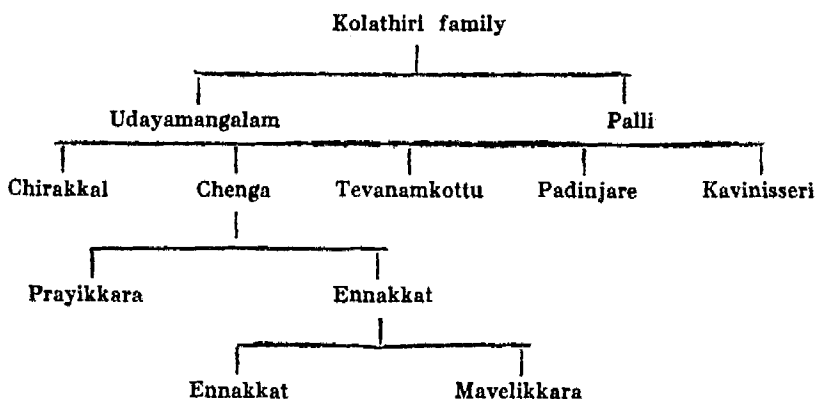 Kolathiri family
Udayamangalam Palli
Chirakkal Chenga Tevanamkottu Padinjare Kavinisseri
Prayikkara Ennakkat
Ennakkat Mavelikkara